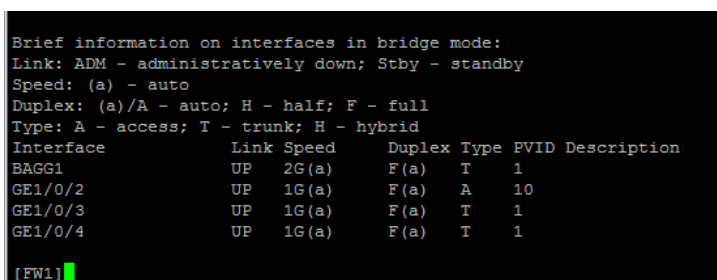 Brief information on interfaces in bridge mode:
Link: ADM - administratively down; Stby - standby
Speed: (a) - auto
Duplex: (a)/A - auto; H - half; F - full
Type: A - access; T - trunk; H - hybrid
Interface            Link Speed     Duplex Type PVID Description
BAGG1                UP   2G(a)     F(a)   T    1
GE1/0/2              UP   1G(a)     F(a)   A    10
GE1/0/3              UP   1G(a)     F(a)   T    1
GE1/0/4              UP   1G(a)     F(a)   T    1
[FW1]